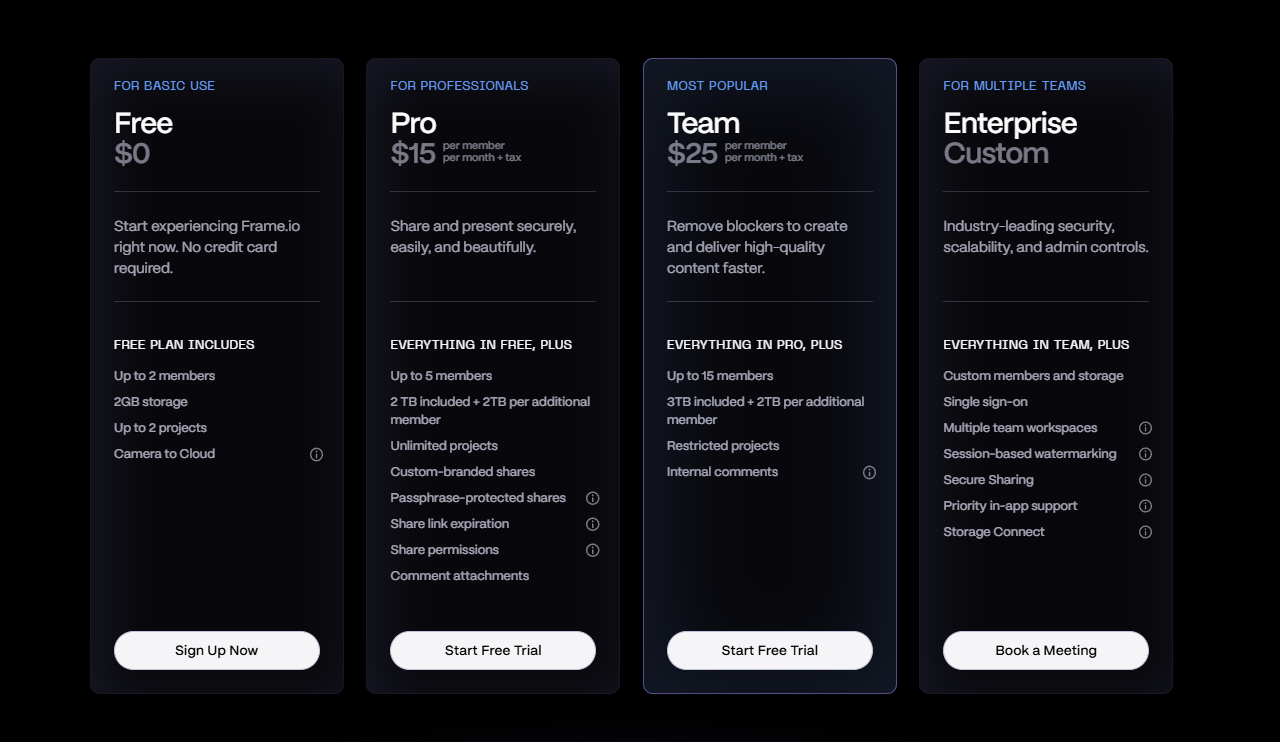 FOR BASIC USE
Free
$0
Start experiencing Frame.io
right now. No credit card
required.
FREE PLAN INCLUDES
Up to 2 members
2GB storage
Up to 2 projects
Camera to Cloud
Sign Up Now
FOR PROFESSIONALS
Pro
$15 per member
per month + tax
Share and present securely,
easily, and beautifully.
EVERYTHING IN FREE, PLUS
Up to 5 members
2 TB included + 2TB per additional
member
Unlimited projects
Custom-branded shares
Passphrase-protected shares
Share link expiration
Share permissions
Comment attachments
Start Free Trial
MOST POPULAR
Team
$25 per member
per month + tax
Remove blockers to create
and deliver high-quality
content faster.
EVERYTHING IN PRO, PLUS
Up to 15 members
3TB included + 2TB per additional
member
Restricted projects
Internal comments
Start Free Trial
FOR MULTIPLE TEAMS
Enterprise
Custom
Industry-leading security,
scalability, and admin controls.
EVERYTHING IN TEAM, PLUS
Custom members and storage
Single sign-on
Multiple team workspaces
Session-based watermarking
Secure Sharing
Priority in-app support
Storage Connect
Book a Meeting